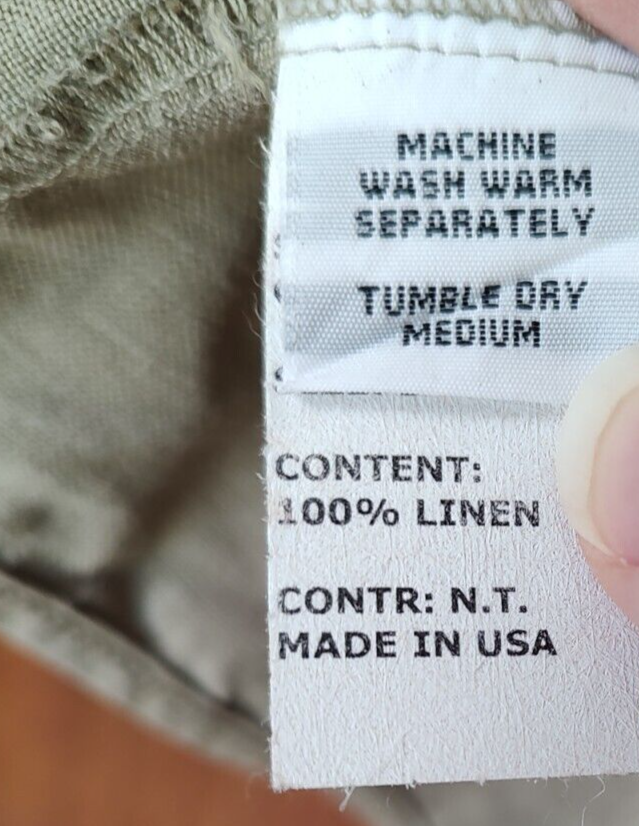 MACHINE
WASH WARM
SEPARATELY
TUMBLE DRY
MEDIUM
CONTENT:
100% LINEN
CONTR: N.T.
MADE IN USA